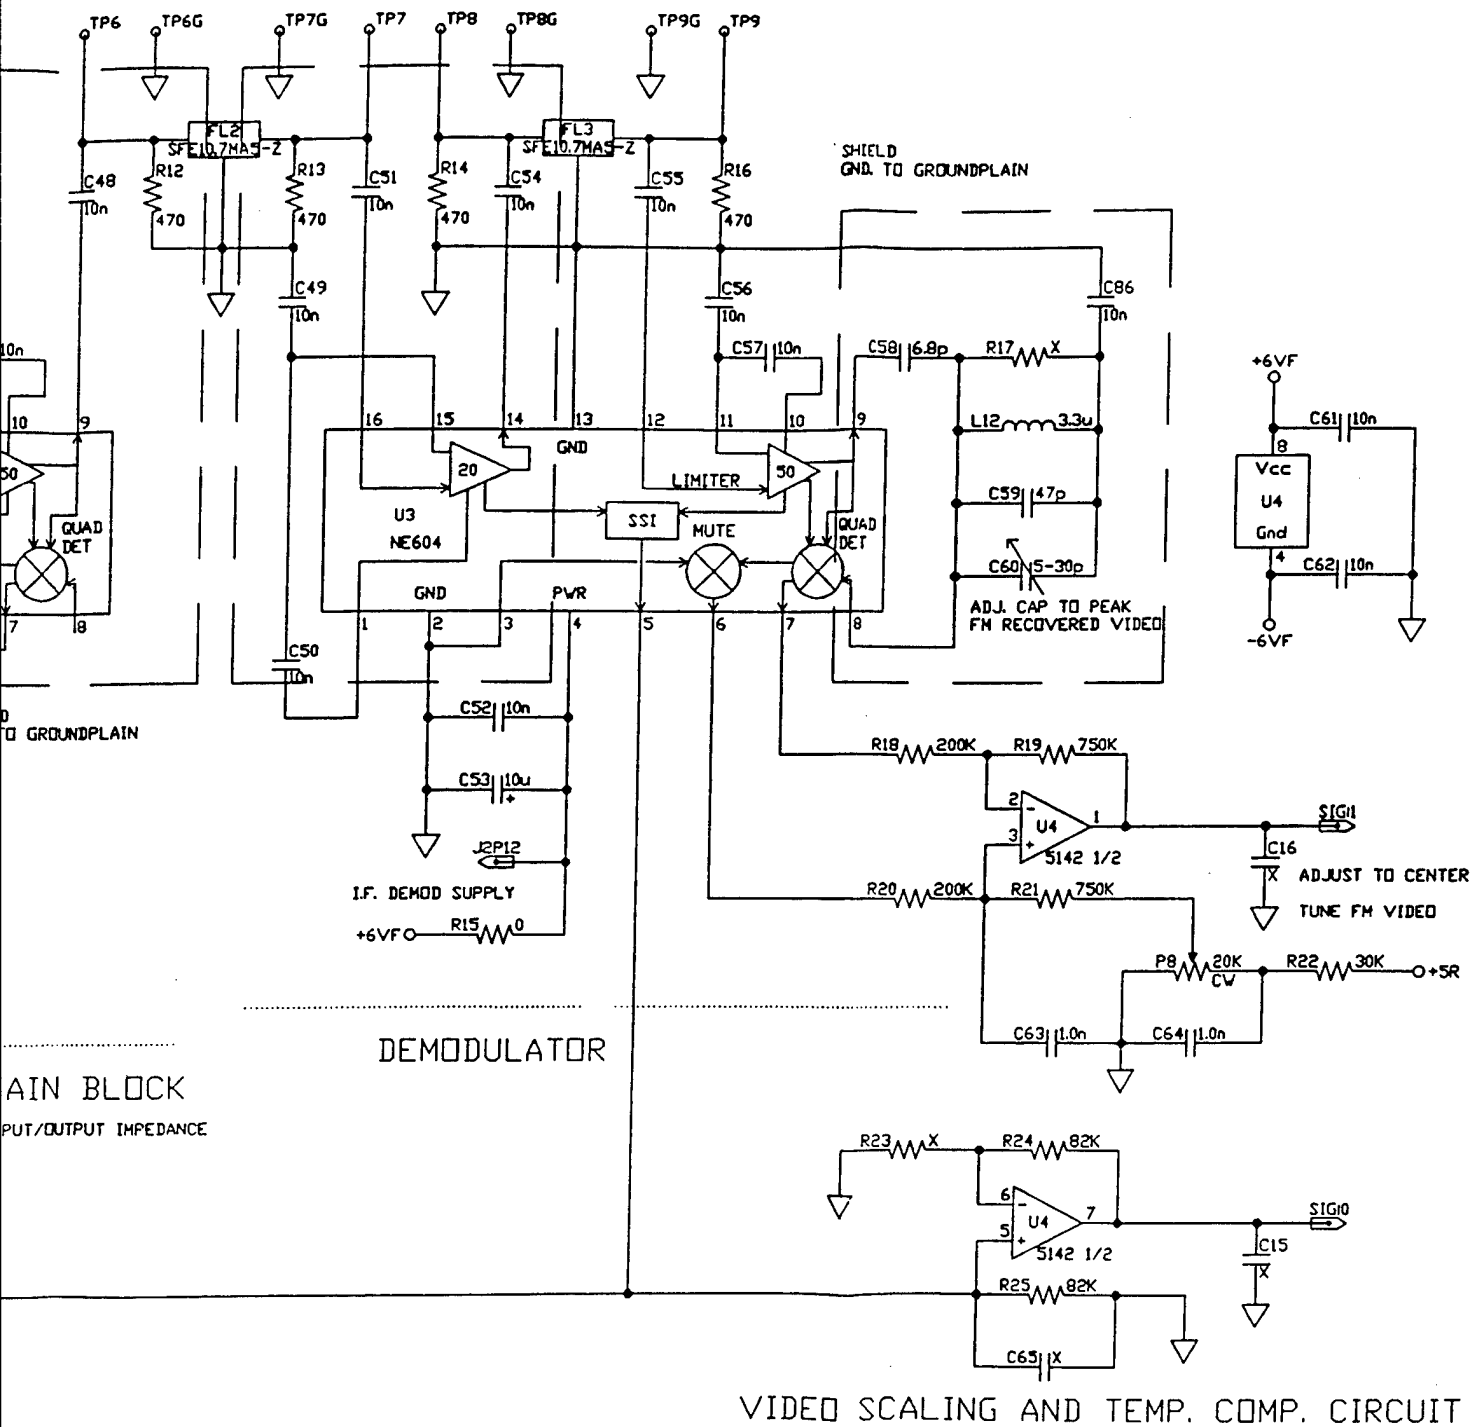 TP6 TP6G TP7G TP7 TP8 TP8G TP9G TP9
FL2
SFE10.7MA5-Z
FL3
SFE10.7MA5-Z
SHIELD
GND. TO GROUNDPLAIN
C48
10n
R12
470
R13
470
C51
10n
R14
470
C54
10n
C55
10n
R16
470
C49
10n
C56
10n
C86
10n
10n
C57 10n
C58 6.8p
R17 X
+6VF
10 9
16 15 14 13 12 11 10 9
L12 3.3u
C61 10n
8
Vcc
U4
Gnd
4
50
20
GND
LIMITER
50
C59 47p
U3
NE604
SSI
MUTE
QUAD
DET
QUAD
DET
C60 5-30p
C62 10n
GND PWR
ADJ. CAP TO PEAK
FM RECOVERED VIDEO
7 8
1 2 3 4 5 6 7 8
-6VF
C50
10n
D
TO GROUNDPLAIN
C52 10n
C53 10u
+
R18 200K R19 750K
2 -
3 +
U4
1
5142 1/2
SIGI1
C16
X
ADJUST TO CENTER
TUNE FM VIDEO
J2P12
I.F. DEMOD SUPPLY
R15 0
+6VF
R20 200K R21 750K
P8 20K
CW
R22 30K
+5R
C63 1.0n C64 1.0n
DEMODULATOR
AIN BLOCK
PUT/OUTPUT IMPEDANCE
R23 X R24 82K
6 -
5 +
U4
7
5142 1/2
SIGI0
C15
X
R25 82K
C65 X
VIDEO SCALING AND TEMP. COMP. CIRCUIT